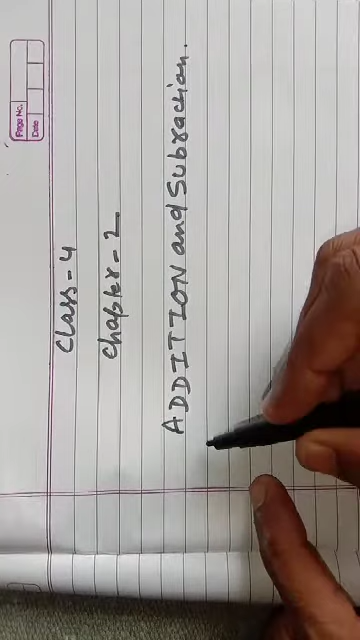 Page No.
Date
Class - 4
Chapter - 2
ADDITION and Subtraction.